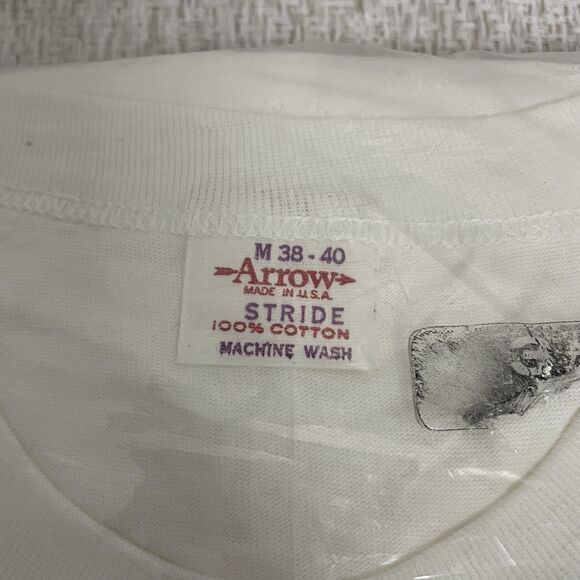 M 38 - 40
Arrow
MADE IN U.S.A.
STRIDE
100% COTTON
MACHINE WASH